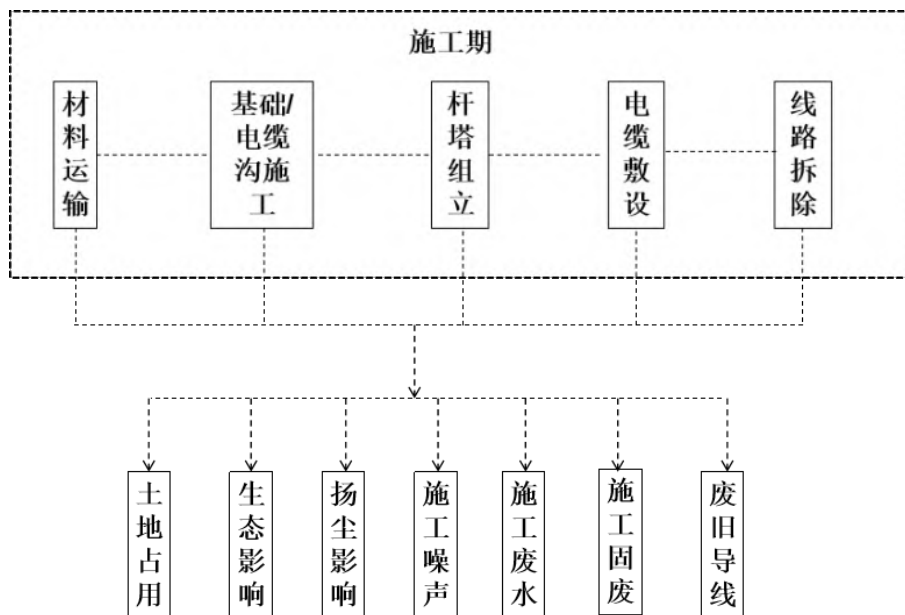 施工期
材料运输
基础/
电缆
沟施
工
杆塔组立
电缆敷设
线路拆除
土地占用
生态影响
扬尘影响
施工噪声
施工废水
施工固废
废旧导线